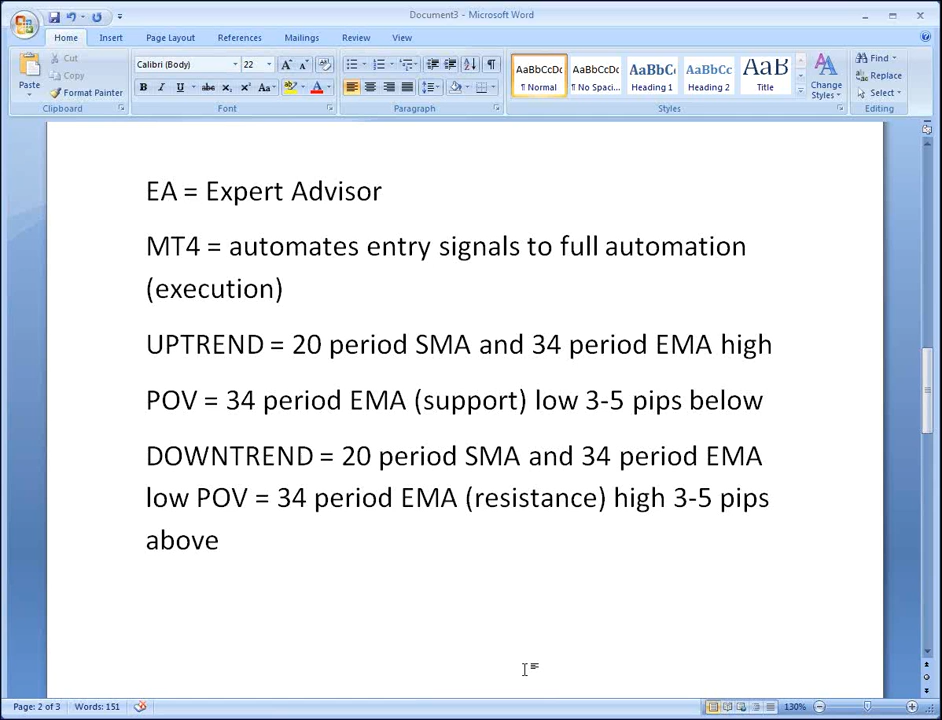 Document3 - Microsoft Word
Home Insert Page Layout References Mailings Review View
Paste
Cut
Copy
Format Painter
Clipboard
Calibri (Body) 22
Font
Paragraph
AaBbCcDc AaBbCcDc AaBbC AaBbCc AaB
¶ Normal ¶ No Spaci... Heading 1 Heading 2 Title
Change Styles
Styles
Find
Replace
Select
Editing
EA = Expert Advisor
MT4 = automates entry signals to full automation
(execution)
UPTREND = 20 period SMA and 34 period EMA high
POV = 34 period EMA (support) low 3-5 pips below
DOWNTREND = 20 period SMA and 34 period EMA
low POV = 34 period EMA (resistance) high 3-5 pips
above
Page: 2 of 3 Words: 151 130%